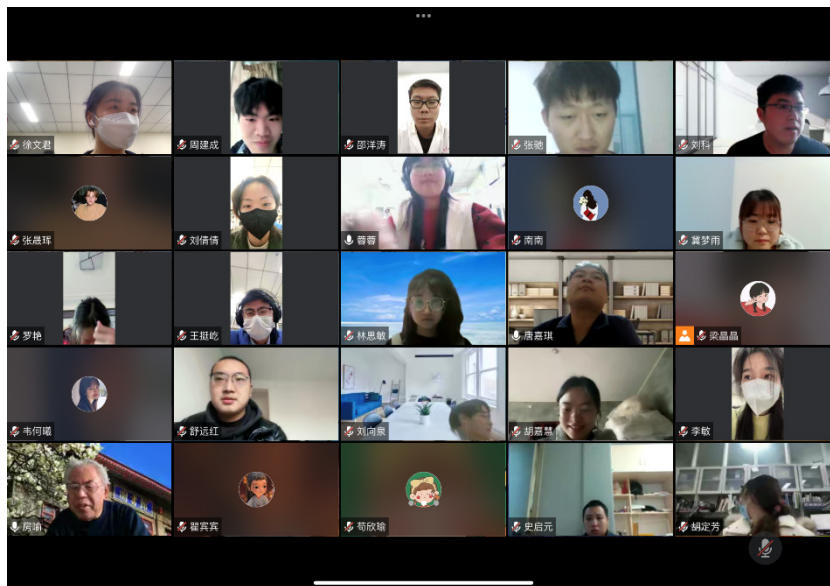 徐文君
周建成
邵洋涛
张驰
刘科
张晟珲
刘倩倩
蓉蓉
南南
冀梦雨
罗艳
王挺屹
林思敏
唐嘉琪
梁晶晶
韦何曦
舒远红
刘向泉
胡嘉慧
李敏
房喻
翟宾宾
苟欣瑜
史启元
胡定芳